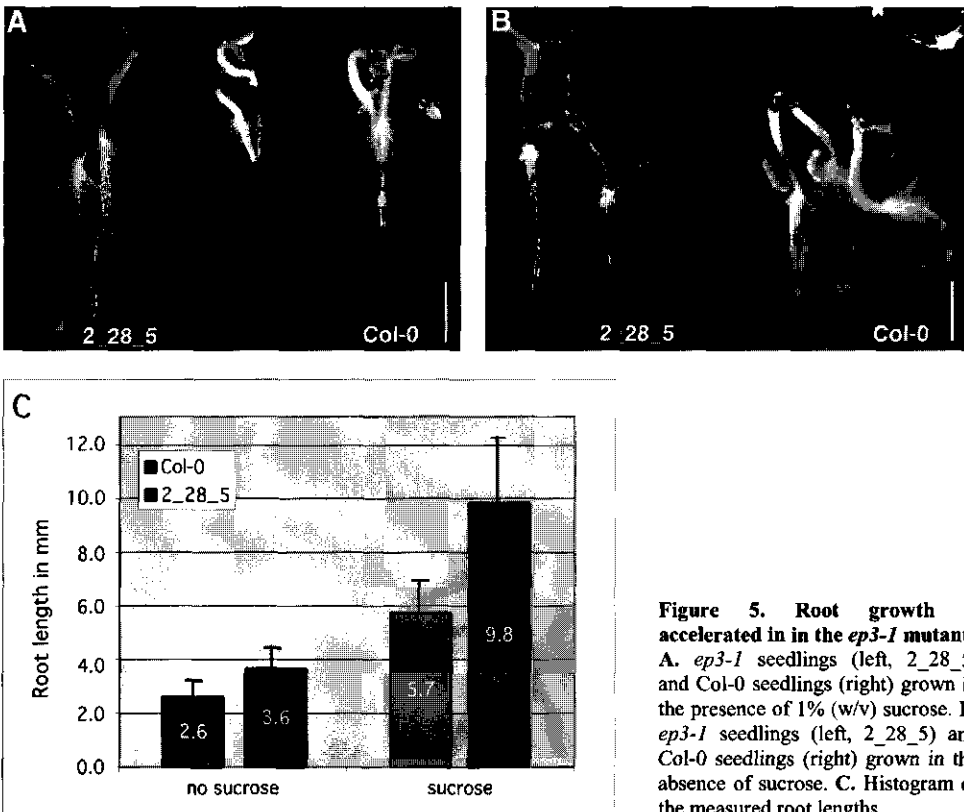 A
B
2_28_5
Col-0
2_28_5
Col-0
C
Root length in mm
12.0
10.0
8.0
6.0
4.0
2.0
0.0
Col-0
2_28_5
2.6
3.6
5.7
9.8
no sucrose
sucrose
Figure 5. Root growth
accelerated in in the ep3-1 mutant
A. ep3-1 seedlings (left, 2_28_5
and Col-0 seedlings (right) grown
the presence of 1% (w/v) sucrose.
ep3-1 seedlings (left, 2_28_5)
Col-0 seedlings (right) grown in
absence of sucrose. C. Histogram
the measured root lengths